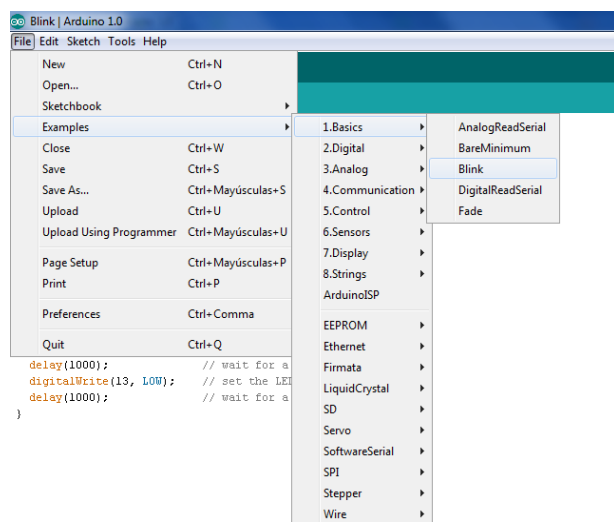 Blink | Arduino 1.0
File Edit Sketch Tools Help
New Ctrl+N
Open... Ctrl+O
Sketchbook
Examples
Close Ctrl+W
Save Ctrl+S
Save As... Ctrl+Mayúsculas+S
Upload Ctrl+U
Upload Using Programmer Ctrl+Mayúsculas+U
Page Setup Ctrl+Mayúsculas+P
Print Ctrl+P
Preferences Ctrl+Comma
Quit Ctrl+Q
1.Basics
2.Digital
3.Analog
4.Communication
5.Control
6.Sensors
7.Display
8.Strings
ArduinoISP
EEPROM
Ethernet
Firmata
LiquidCrystal
SD
Servo
SoftwareSerial
SPI
Stepper
Wire
AnalogReadSerial
BareMinimum
Blink
DigitalReadSerial
Fade
delay(1000); // wait for a
digitalWrite(13, LOW); // set the LED
delay(1000); // wait for a
}